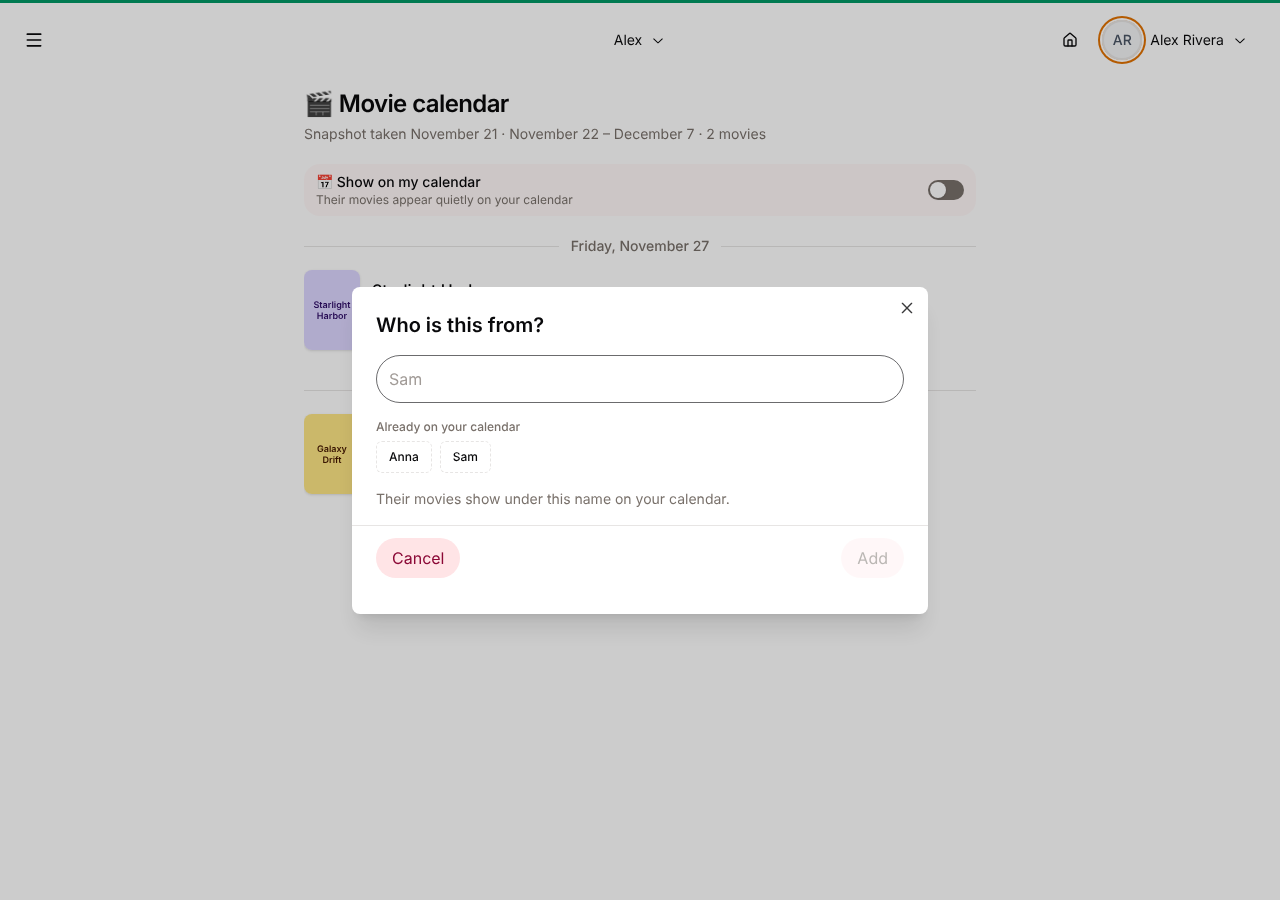 Alex
AR
Alex Rivera
🎬 Movie calendar
Snapshot taken November 21 · November 22 – December 7 · 2 movies
📅 Show on my calendar
Their movies appear quietly on your calendar
Friday, November 27
Starlight
Harbor
Who is this from?
Sam
Already on your calendar
Anna
Sam
Galaxy
Drift
Their movies show under this name on your calendar.
Cancel
Add